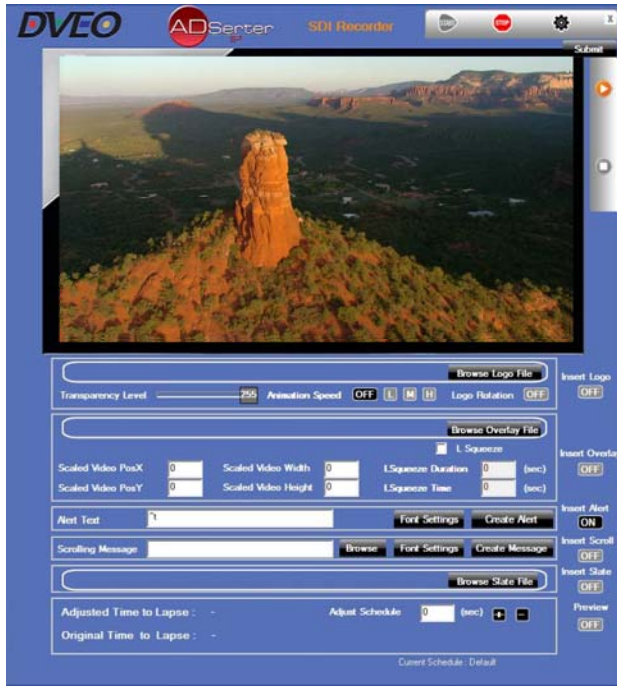 DVEO ADSerter SDI Recorder START STOP X
Submit
Browse Logo File Insert Logo
Transparency Level 255 Animation Speed OFF L M H Logo Rotation OFF OFF
Browse Overlay File
L Squeeze Insert Overlay
Scaled Video PosX 0 Scaled Video Width 0 LSqueeze Duration 0 (sec) OFF
Scaled Video PosY 0 Scaled Video Height 0 LSqueeze Time 0 (sec)
Insert Alert
Alert Text Font Settings Create Alert ON
Scrolling Message Browse Font Settings Create Message Insert Scroll
OFF
Insert Slate
Browse Slate File OFF
Adjusted Time to Lapse : - Adjust Schedule 0 (sec) + - Preview
OFF
Original Time to Lapse : -
Current Schedule : Default